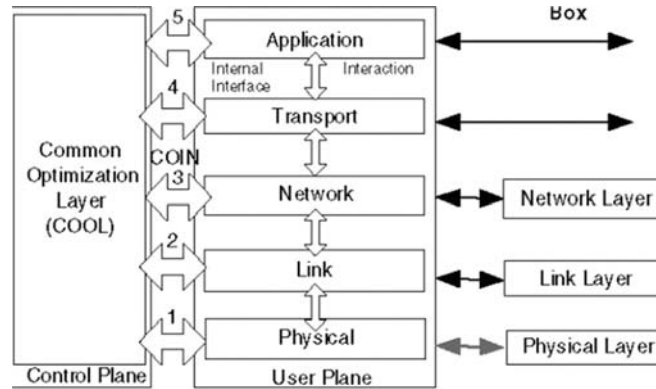 Box
5
Application
Internal
Interface
Interaction
4
Transport
COIN
Common
Optimization
Layer
(COOL)
3
Network
Network Layer
2
Link
Link Layer
1
Physical
Physical Layer
Control Plane
User Plane